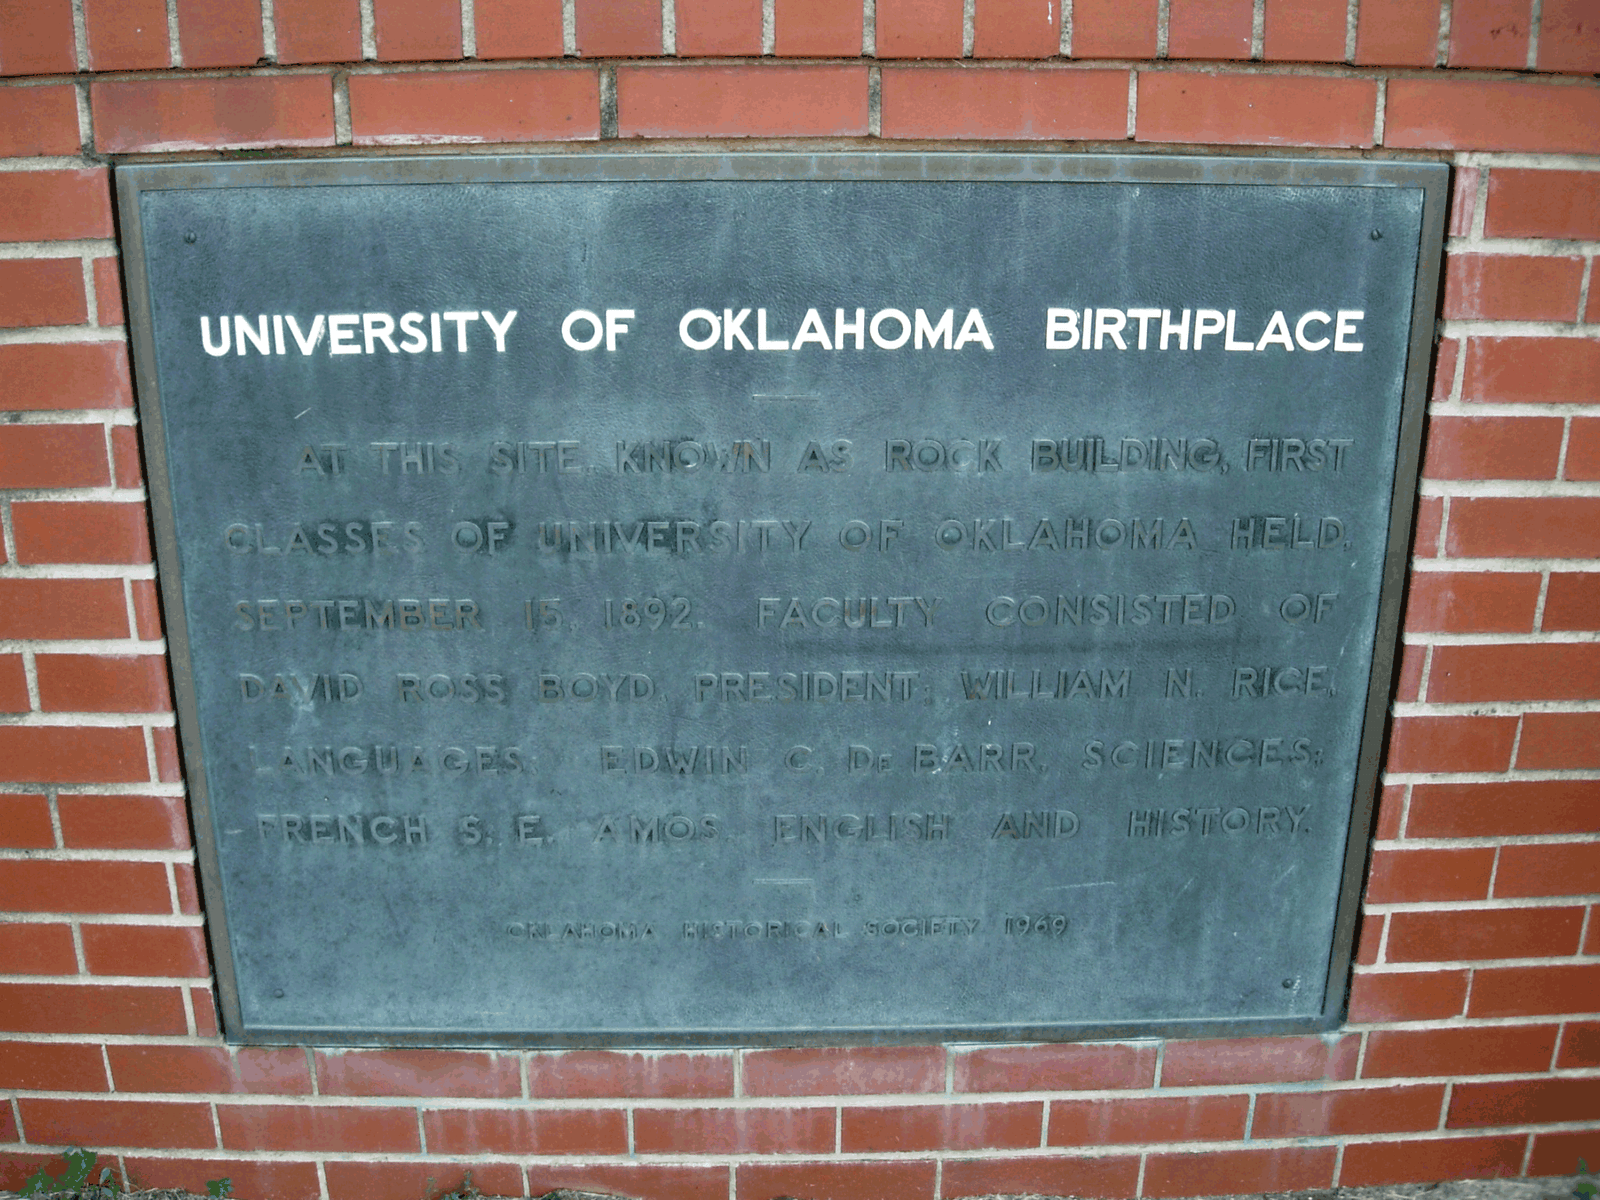 UNIVERSITY OF OKLAHOMA BIRTHPLACE
AT THIS SITE, KNOWN AS ROCK BUILDING, FIRST
CLASSES OF UNIVERSITY OF OKLAHOMA HELD,
SEPTEMBER 15, 1892. FACULTY CONSISTED OF
DAVID ROSS BOYD, PRESIDENT; WILLIAM N. RICE,
LANGUAGES; EDWIN C. DE BARR, SCIENCES;
FRENCH S. E. AMOS, ENGLISH AND HISTORY.
OKLAHOMA HISTORICAL SOCIETY 1969